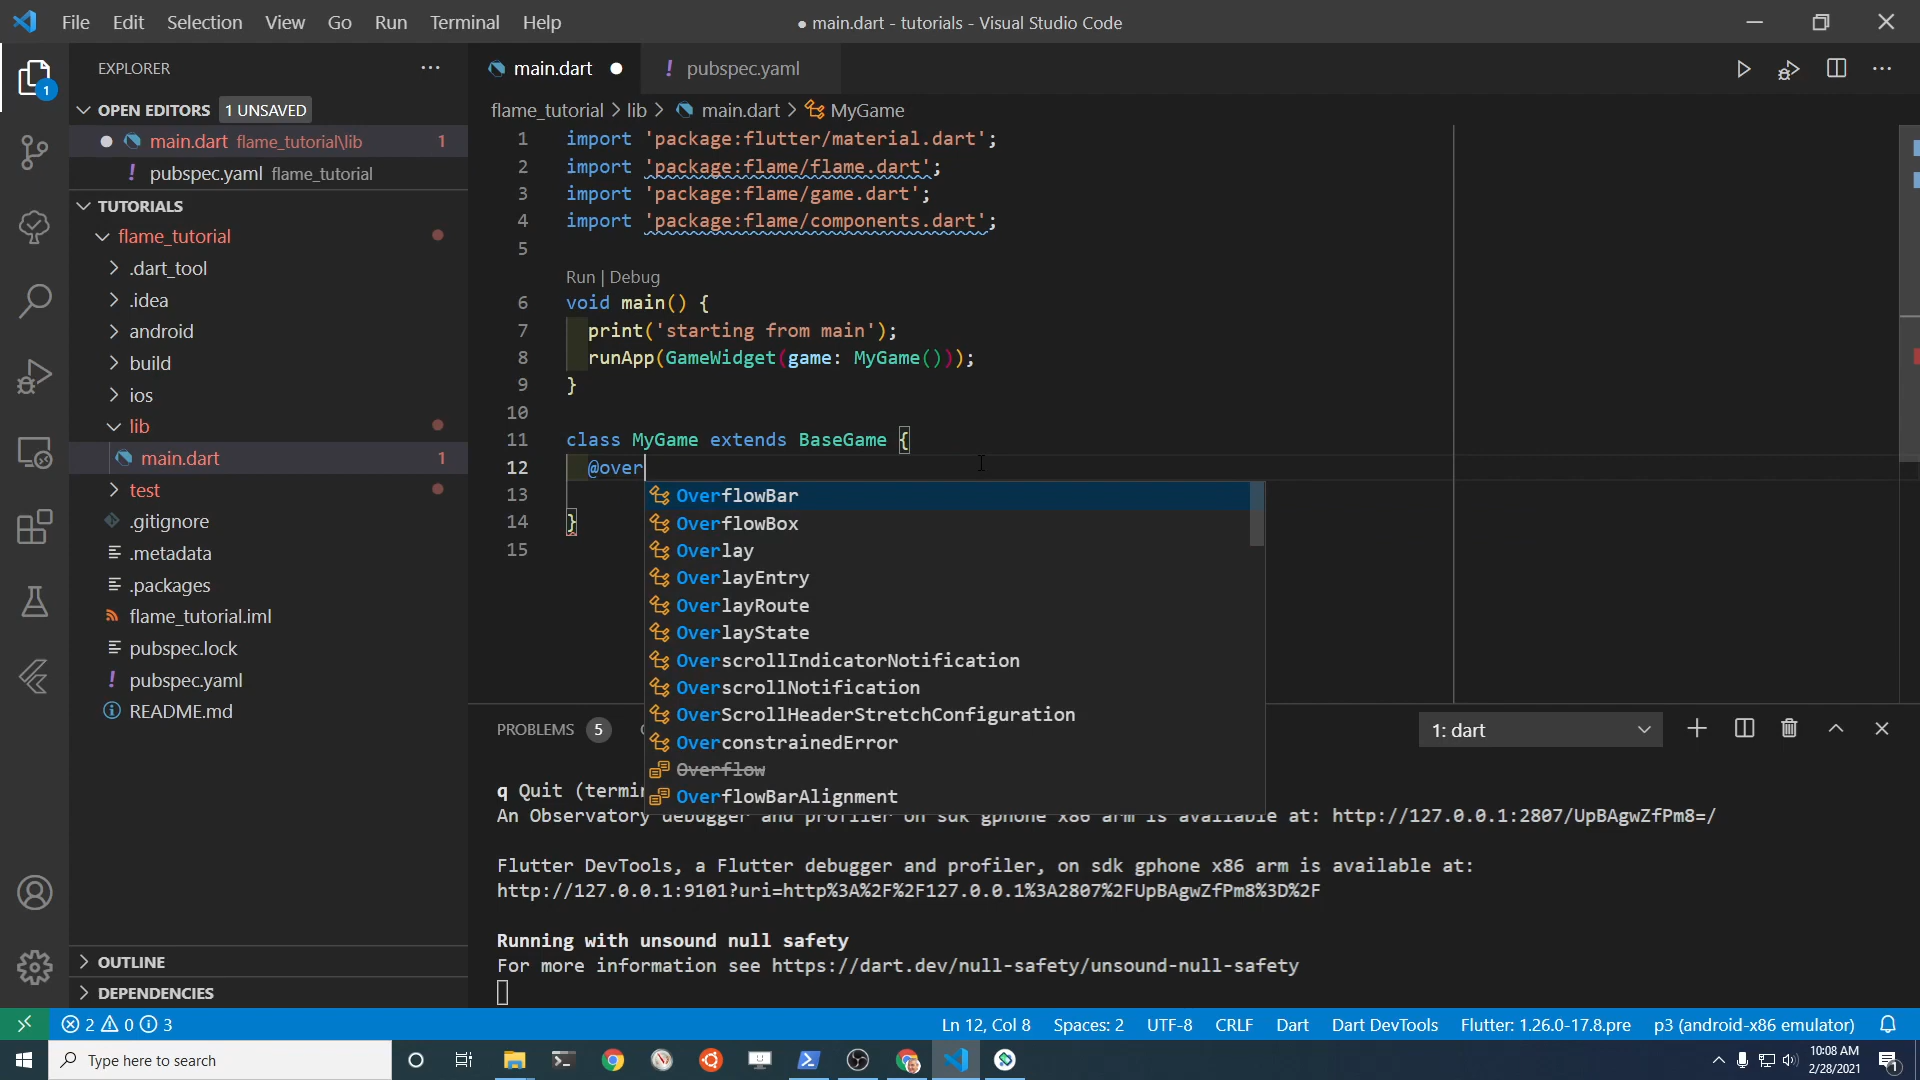 File Edit Selection View Go Run Terminal Help
● main.dart - tutorials - Visual Studio Code
EXPLORER
OPEN EDITORS 1 UNSAVED
main.dart flame_tutorial\lib 1
pubspec.yaml flame_tutorial
TUTORIALS
flame_tutorial
.dart_tool
.idea
android
build
ios
lib
main.dart 1
test
.gitignore
.metadata
.packages
flame_tutorial.iml
pubspec.lock
pubspec.yaml
README.md
OUTLINE
DEPENDENCIES
1
main.dart
pubspec.yaml
flame_tutorial > lib > main.dart > MyGame
1 import 'package:flutter/material.dart';
2 import 'package:flame/flame.dart';
3 import 'package:flame/game.dart';
4 import 'package:flame/components.dart';
5
Run | Debug
6 void main() {
7 print('starting from main');
8 runApp(GameWidget(game: MyGame()));
9 }
10
11 class MyGame extends BaseGame {
12 @over
13
14 }
15
OverflowBar
OverflowBox
Overlay
OverlayEntry
OverlayRoute
OverlayState
OverscrollIndicatorNotification
OverscrollNotification
OverScrollHeaderStretchConfiguration
OverconstrainedError
Overflow
OverflowBarAlignment
PROBLEMS 5
1: dart
q Quit (termin
An Observatory debugger and profiler on sdk gphone x86 arm is available at: http://127.0.0.1:2807/UpBAgwZfPm8=/
Flutter DevTools, a Flutter debugger and profiler, on sdk gphone x86 arm is available at:
http://127.0.0.1:9101?uri=http%3A%2F%2F127.0.0.1%3A2807%2FUpBAgwZfPm8%3D%2F
Running with unsound null safety
For more information see https://dart.dev/null-safety/unsound-null-safety
2 0 3
Ln 12, Col 8 Spaces: 2 UTF-8 CRLF Dart Dart DevTools Flutter: 1.26.0-17.8.pre p3 (android-x86 emulator)
Type here to search
10:08 AM
2/28/2021
1